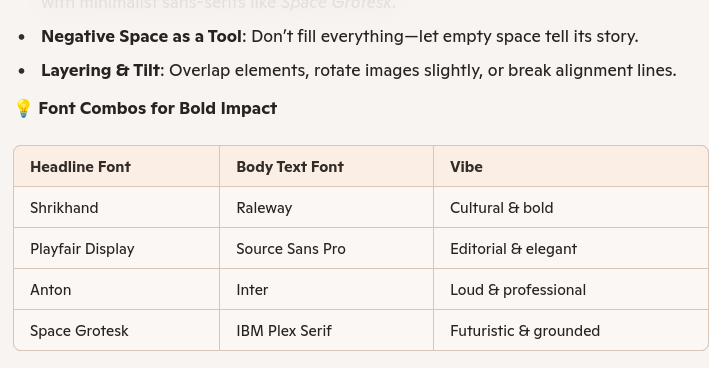 with minimalist sans-serifs like Space Grotesk.
• Negative Space as a Tool: Don’t fill everything—let empty space tell its story.
• Layering & Tilt: Overlap elements, rotate images slightly, or break alignment lines.
💡 Font Combos for Bold Impact
Headline Font Body Text Font Vibe
Shrikhand Raleway Cultural & bold
Playfair Display Source Sans Pro Editorial & elegant
Anton Inter Loud & professional
Space Grotesk IBM Plex Serif Futuristic & grounded